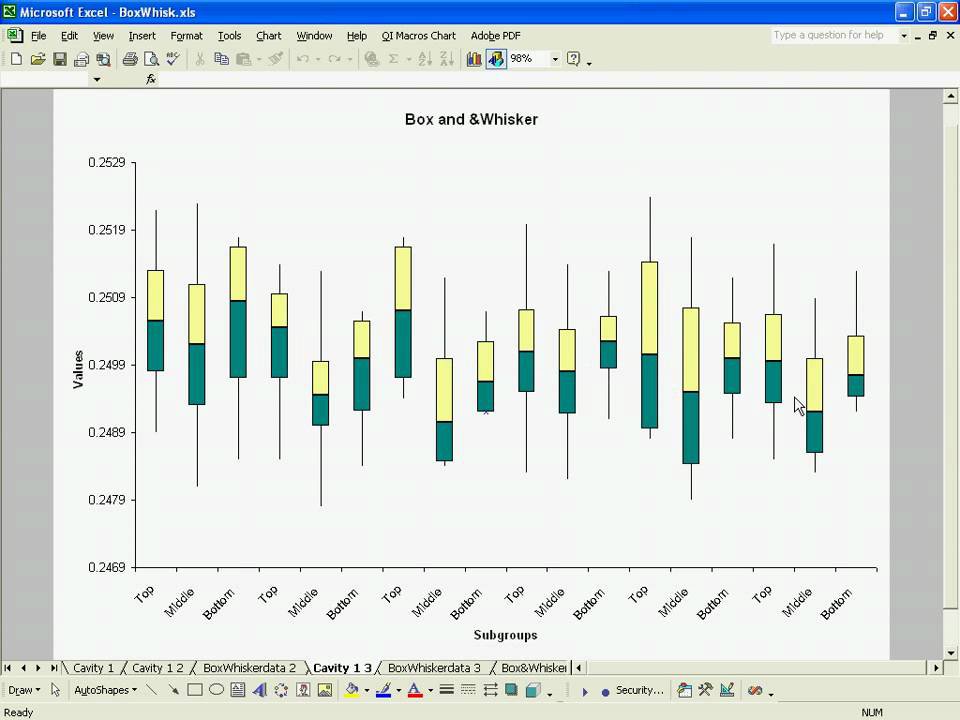 Microsoft Excel - BoxWhisk.xls
File Edit View Insert Format Tools Chart Window Help QI Macros Chart Adobe PDF Type a question for help
98%
fx
Box and &Whisker
0.2529
0.2519
0.2509
0.2499
0.2489
0.2479
0.2469
Values
Top Middle Bottom Top Middle Bottom Top Middle Bottom Top Middle Bottom Top Middle Bottom Top Middle Bottom
Subgroups
Cavity 1 Cavity 1 2 BoxWhiskerdata 2 Cavity 1 3 BoxWhiskerdata 3 Box&Whisker
Draw AutoShapes A A Security...
Ready NUM